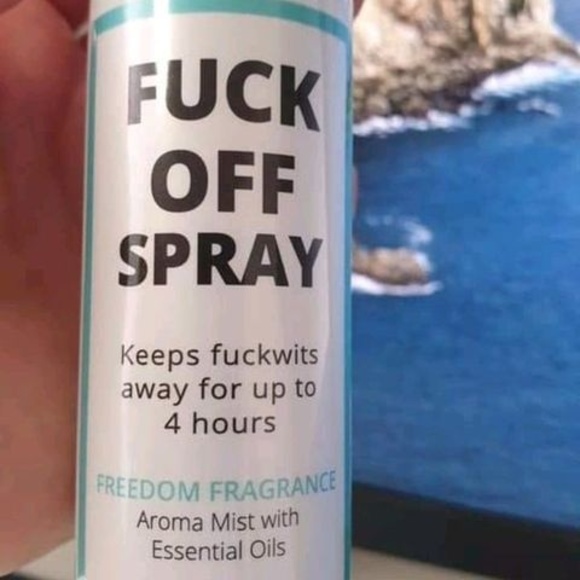 FUCK
OFF
SPRAY
Keeps fuckwits
away for up to
4 hours
FREEDOM FRAGRANCE
Aroma Mist with
Essential Oils